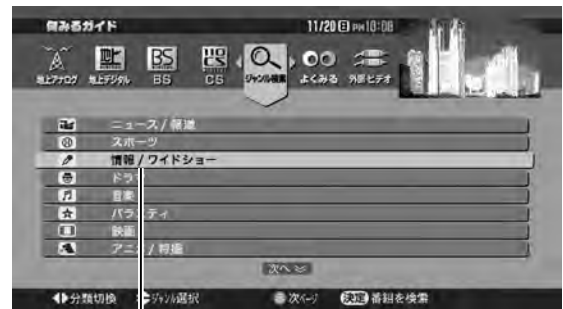 何みるガイド
11/20 日 PM10:08
地上アナログ 地上デジタル BS CS ジャンル検索 よくみる 外部ビデオ
ニュース/報道
スポーツ
情報/ワイドショー
ドラマ
音楽
バラエティ
映画
アニメ/特撮
次へ
分類切換 ジャンル選択 次ページ 決定 番組を検索